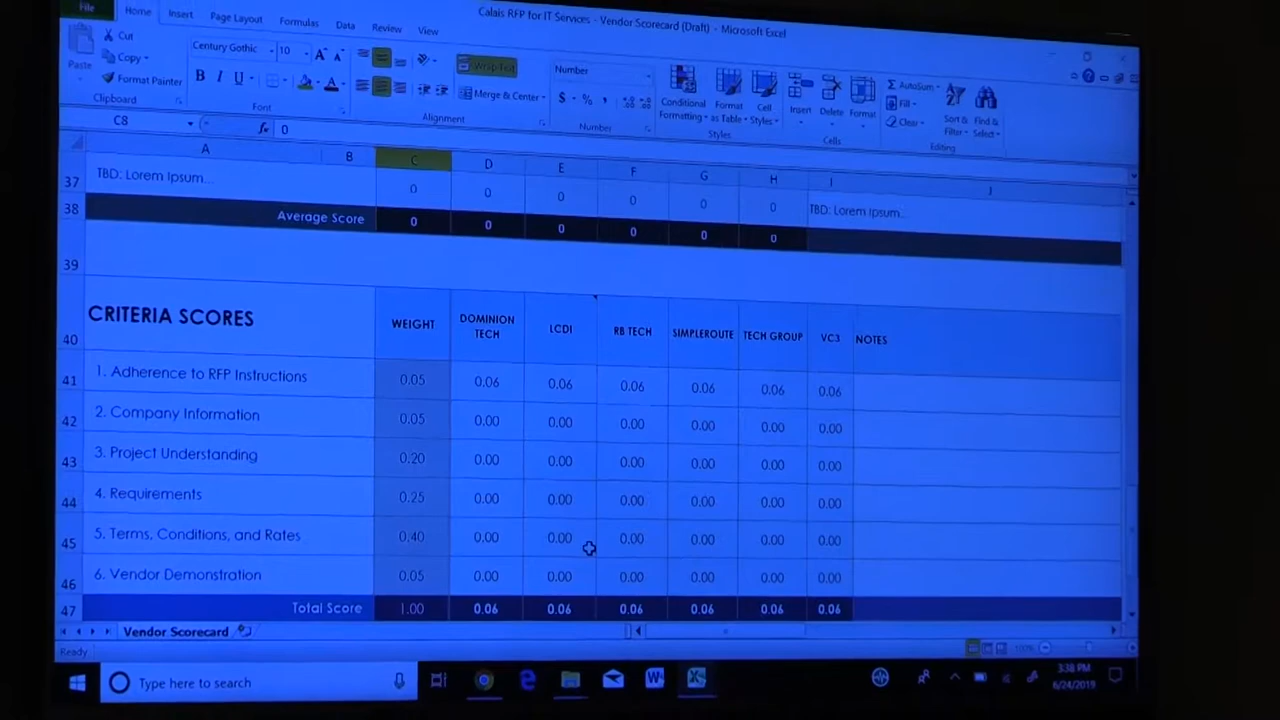 Calais RFP for IT Services - Vendor Scorecard (Draft) - Microsoft Excel
File Home Insert Page Layout Formulas Data Review View
Cut Century Gothic 10 Wrap Text Number AutoSum
Paste Copy Fill
Format Painter B I U Merge & Center $ % , Conditional Formatting Format as Table Cell Styles Insert Delete Format Clear Sort & Filter Find & Select
Clipboard Font Alignment Number Styles Cells Editing
C8 fx 0
A B C D E F G H I J
37 TBD: Lorem Ipsum... 0 0 0 0 0 0 TBD: Lorem Ipsum...
38 Average Score 0 0 0 0 0 0
39
40 CRITERIA SCORES WEIGHT DOMINION TECH LCDI RB TECH SIMPLEROUTE TECH GROUP VC3 NOTES
41 1. Adherence to RFP Instructions 0.05 0.06 0.06 0.06 0.06 0.06 0.06
42 2. Company Information 0.05 0.00 0.00 0.00 0.00 0.00 0.00
43 3. Project Understanding 0.20 0.00 0.00 0.00 0.00 0.00 0.00
44 4. Requirements 0.25 0.00 0.00 0.00 0.00 0.00 0.00
45 5. Terms, Conditions, and Rates 0.40 0.00 0.00 0.00 0.00 0.00 0.00
46 6. Vendor Demonstration 0.05 0.00 0.00 0.00 0.00 0.00 0.00
47 Total Score 1.00 0.06 0.06 0.06 0.06 0.06 0.06
Vendor Scorecard
Ready 100%
Type here to search 3:38 PM
6/24/2019